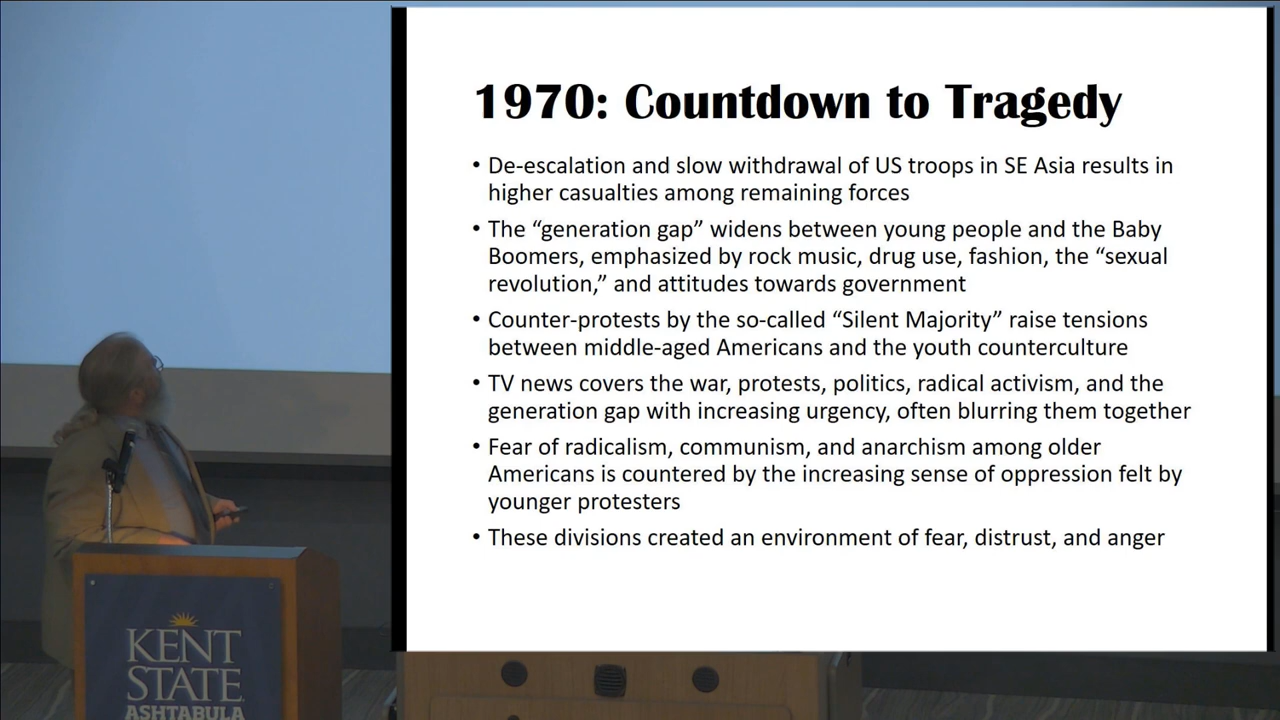 1970: Countdown to Tragedy
• De-escalation and slow withdrawal of US troops in SE Asia results in
higher casualties among remaining forces
• The “generation gap” widens between young people and the Baby
Boomers, emphasized by rock music, drug use, fashion, the “sexual
revolution,” and attitudes towards government
• Counter-protests by the so-called “Silent Majority” raise tensions
between middle-aged Americans and the youth counterculture
• TV news covers the war, protests, politics, radical activism, and the
generation gap with increasing urgency, often blurring them together
• Fear of radicalism, communism, and anarchism among older
Americans is countered by the increasing sense of oppression felt by
younger protesters
• These divisions created an environment of fear, distrust, and anger
KENT
STATE
ASHTABULA